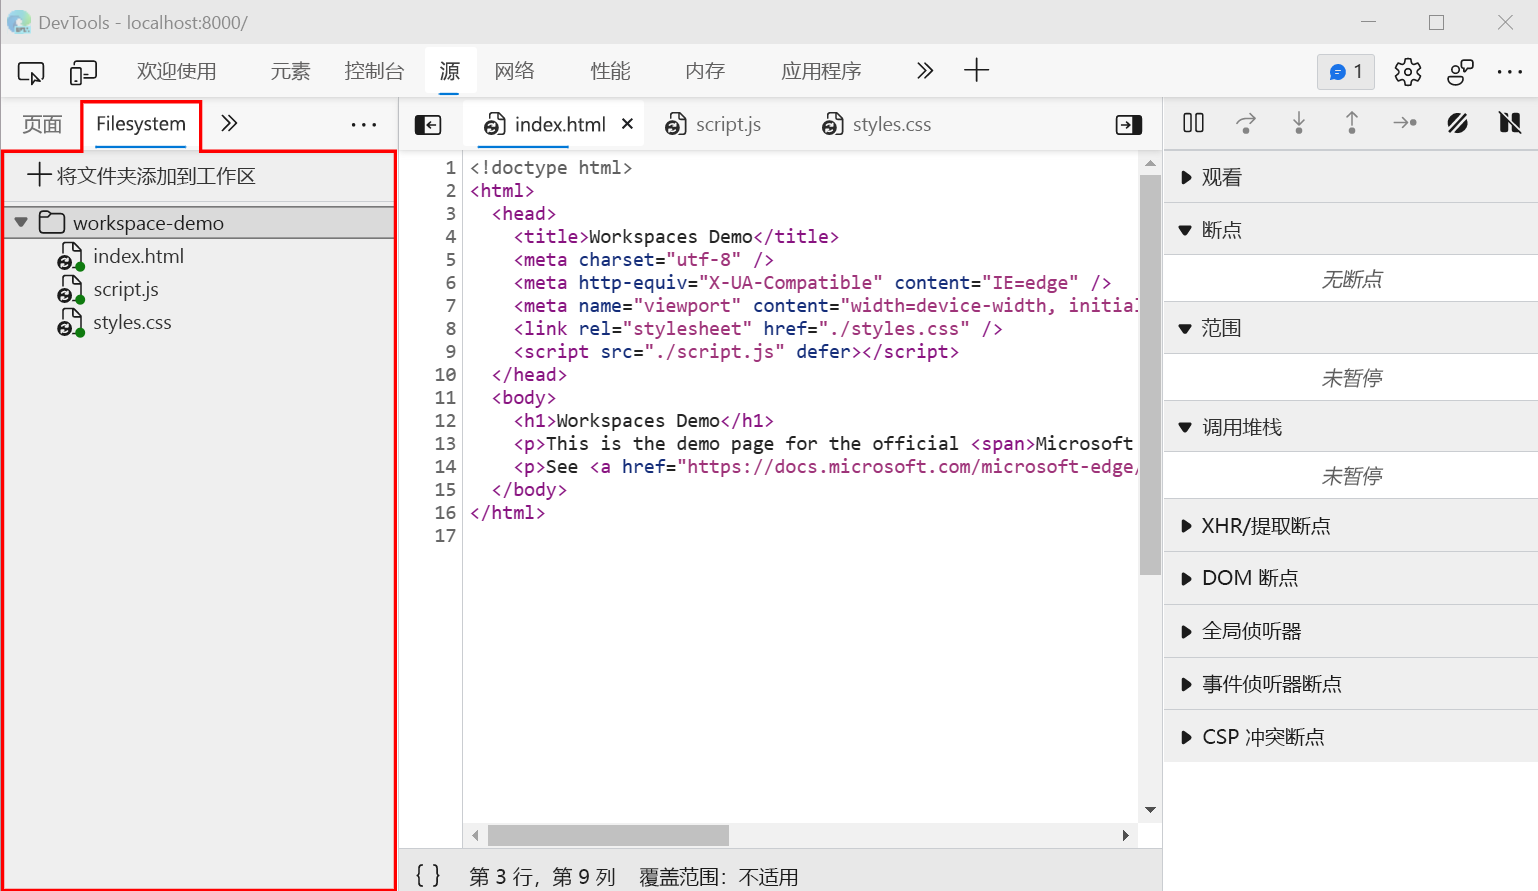 DevTools - localhost:8000/
欢迎使用 元素 控制台 源 网络 性能 内存 应用程序 1
页面 Filesystem
将文件夹添加到工作区
workspace-demo
index.html
script.js
styles.css
index.html script.js styles.css
1 <!doctype html>
2 <html>
3 <head>
4 <title>Workspaces Demo</title>
5 <meta charset="utf-8" />
6 <meta http-equiv="X-UA-Compatible" content="IE=edge" />
7 <meta name="viewport" content="width=device-width, initial
8 <link rel="stylesheet" href="./styles.css" />
9 <script src="./script.js" defer></script>
10 </head>
11 <body>
12 <h1>Workspaces Demo</h1>
13 <p>This is the demo page for the official <span>Microsoft
14 <p>See <a href="https://docs.microsoft.com/microsoft-edge/
15 </body>
16 </html>
17
{ } 第 3 行，第 9 列 覆盖范围：不适用
观看
断点
无断点
范围
未暂停
调用堆栈
未暂停
XHR/提取断点
DOM 断点
全局侦听器
事件侦听器断点
CSP 冲突断点